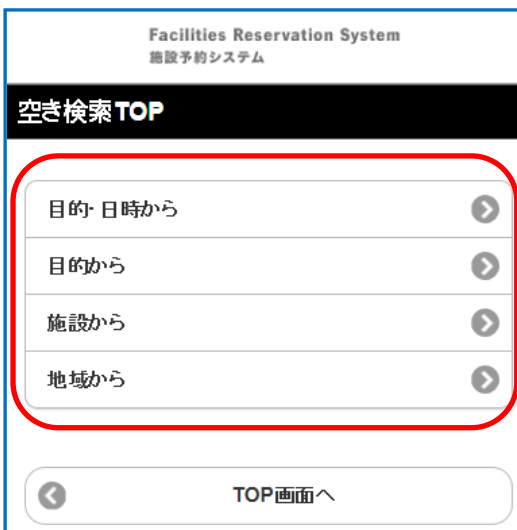 Facilities Reservation System
施設予約システム
空き検索TOP
目的・日時から
目的から
施設から
地域から
TOP画面へ